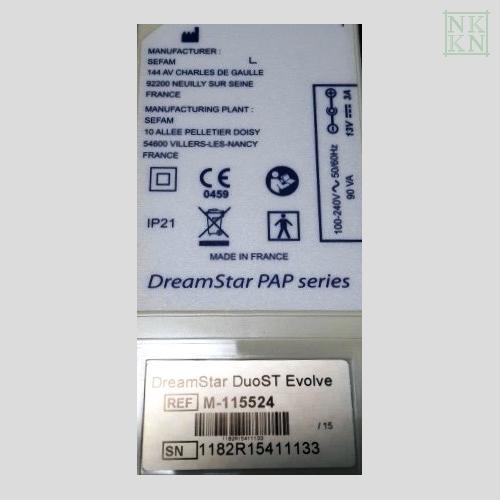 NK
KN
MANUFACTURER :
SEFAM
144 AV CHARLES DE GAULLE
92200 NEUILLY SUR SEINE
FRANCE
MANUFACTURING PLANT :
SEFAM
10 ALLEE PELLETIER DOISY
54600 VILLERS-LES-NANCY
FRANCE
13V 3A
100-240V 50/60Hz
90 VA
CE
0459
IP21
MADE IN FRANCE
DreamStar PAP series
DreamStar DuoST Evolve
REF M-115524
/ 15
1182R15411133
SN 1182R15411133